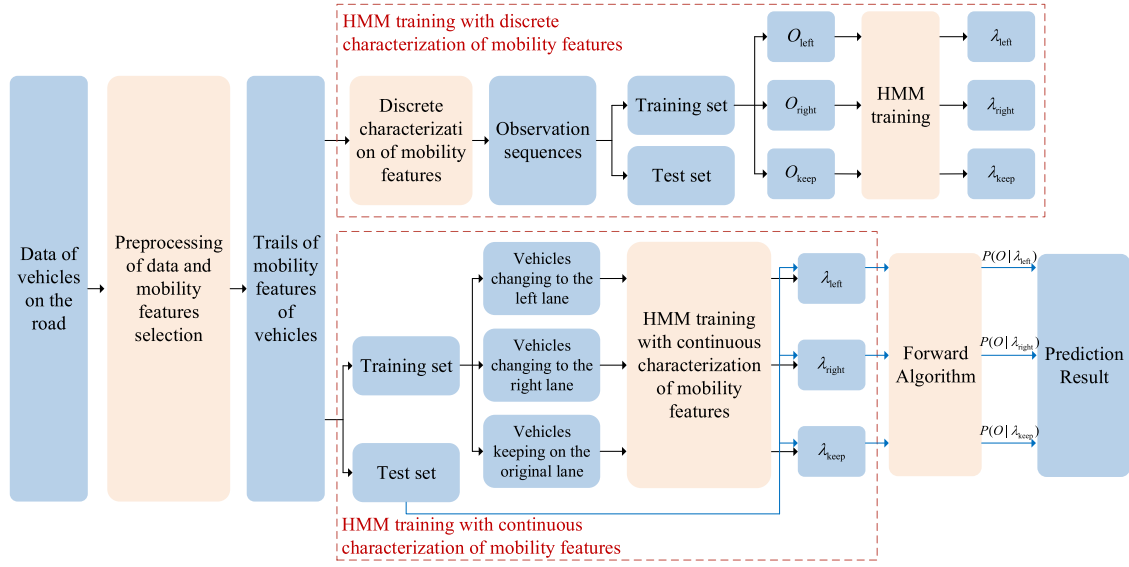 HMM training with discrete
characterization of mobility features
Data of
vehicles
on the
road
Preprocessing
of data and
mobility
features
selection
Trails of
mobility
features
of
vehicles
Discrete
characterizati
on of mobility
features
Observation
sequences
Training set
Test set
O_left
O_right
O_keep
HMM
training
λ_left
λ_right
λ_keep
Training set
Test set
Vehicles
changing to the
left lane
Vehicles
changing to the
right lane
Vehicles
keeping on the
original lane
HMM training
with continuous
characterization
of mobility
features
λ_left
λ_right
λ_keep
Forward
Algorithm
P(O | λ_left)
P(O | λ_right)
P(O | λ_keep)
Prediction
Result
HMM training with continuous
characterization of mobility features